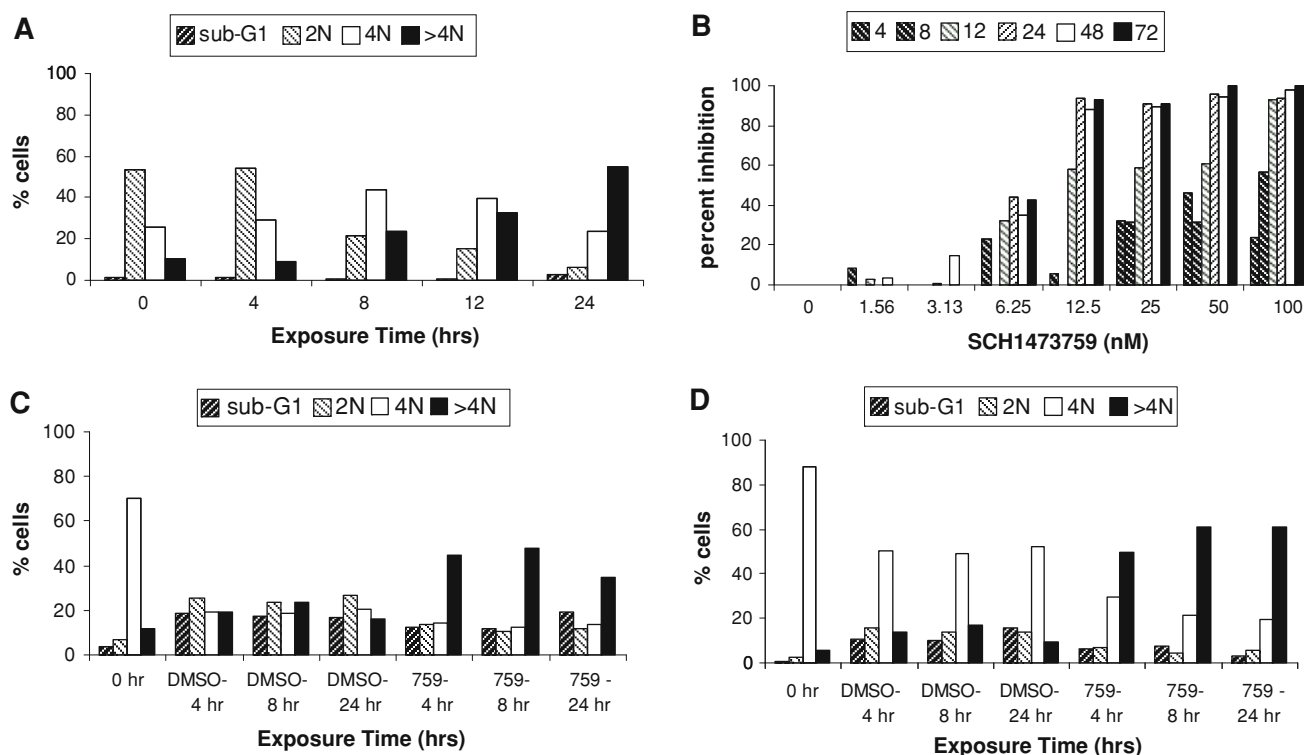 A
sub-G1 2N 4N >4N
% cells
100
80
60
40
20
0
0 4 8 12 24
Exposure Time (hrs)
B
4 8 12 24 48 72
percent inhibition
100
80
60
40
20
0
0 1.56 3.13 6.25 12.5 25 50 100
SCH1473759 (nM)
C
sub-G1 2N 4N >4N
% cells
100
80
60
40
20
0
0 hr DMSO- DMSO- DMSO- 759- 759- 759 -
4 hr 8 hr 24 hr 4 hr 8 hr 24 hr
Exposure Time (hrs)
D
sub-G1 2N 4N >4N
% cells
100
80
60
40
20
0
0 hr DMSO- DMSO- DMSO- 759- 759- 759 -
4 hr 8 hr 24 hr 4 hr 8 hr 24 hr
Exposure Time (hrs)